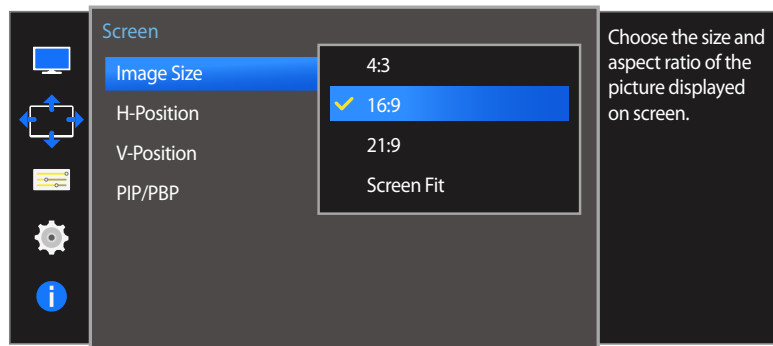 Screen
Image Size
H-Position
V-Position
PIP/PBP
4:3
16:9
21:9
Screen Fit
Choose the size and
aspect ratio of the
picture displayed
on screen.
i